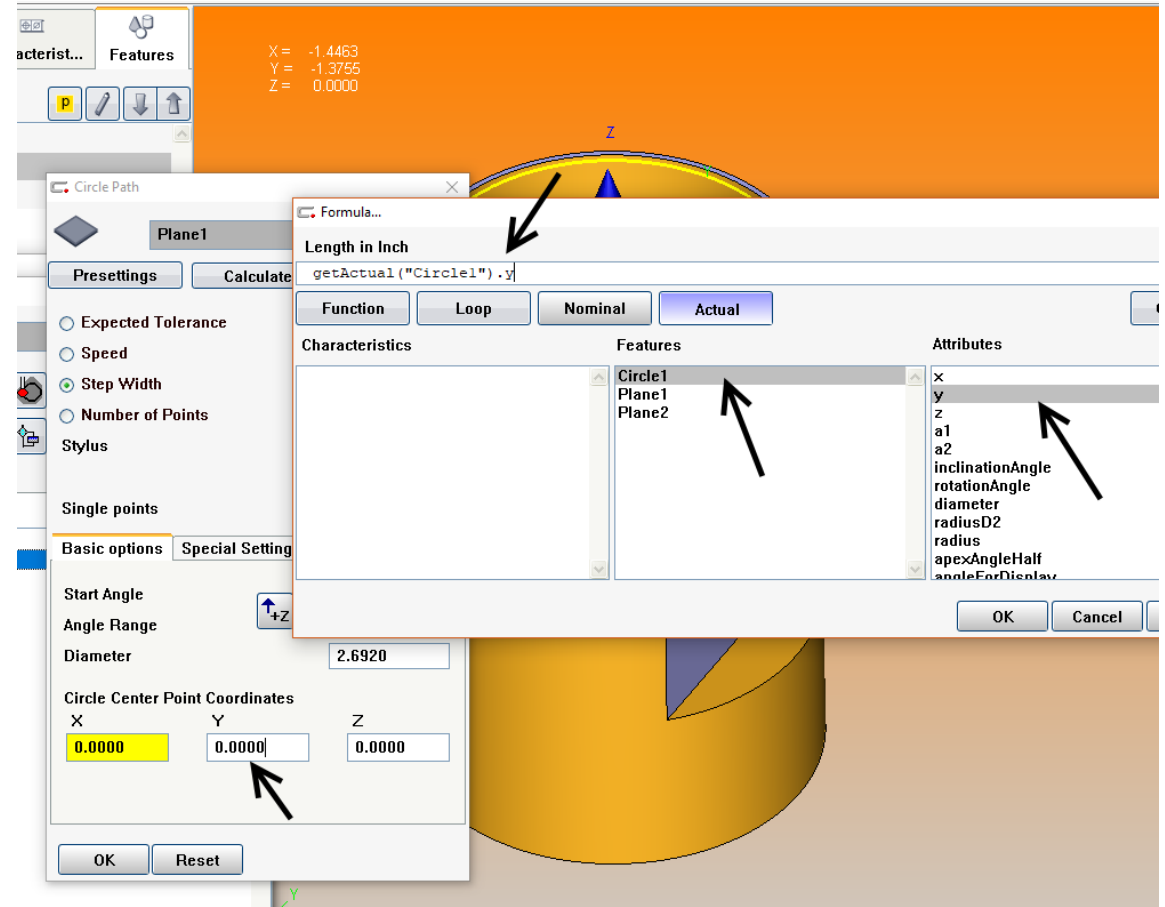 acterist...
Features
X = -1.4463
Y = -1.3755
Z = 0.0000
p
Z
Circle Path
Plane1
Presettings
Calculate
Expected Tolerance
Speed
Step Width
Number of Points
Stylus
Single points
Basic options
Special Setting
Start Angle
+Z
Angle Range
Diameter
2.6920
Circle Center Point Coordinates
X Y Z
0.0000 0.0000 0.0000
OK
Reset
Formula...
Length in Inch
getActual("Circle1").y
Function
Loop
Nominal
Actual
Characteristics
Features
Attributes
Circle1
Plane1
Plane2
x
y
z
a1
a2
inclinationAngle
rotationAngle
diameter
radiusD2
radius
apexAngleHalf
angleForDisplay
OK
Cancel
Y